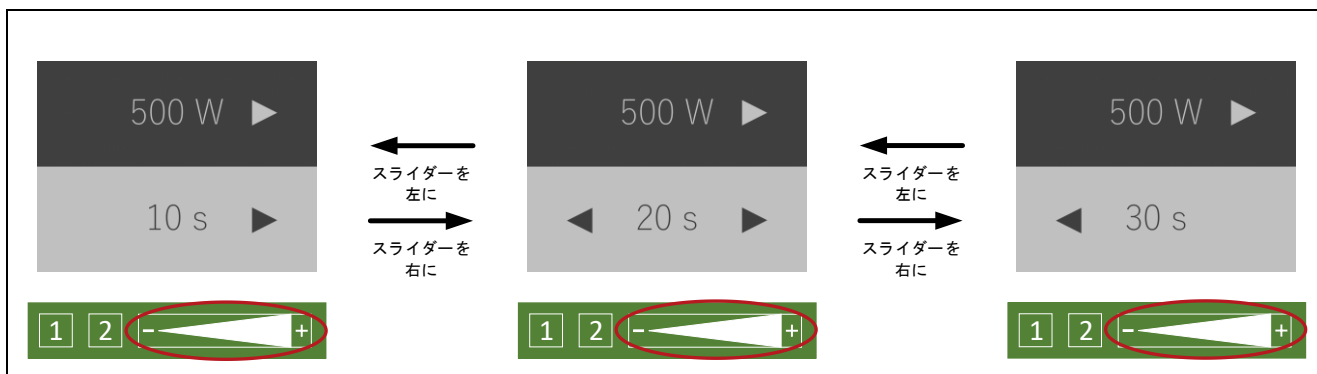 500 W ▶
10 s ▶
スライダーを
左に
スライダーを
右に
500 W ▶
◀ 20 s ▶
スライダーを
左に
スライダーを
右に
500 W ▶
◀ 30 s
1 2 - +
1 2 - +
1 2 - +